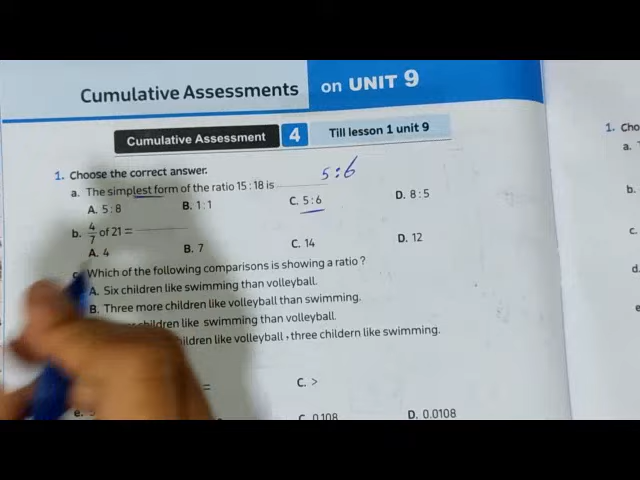 Cumulative Assessments on UNIT 9
Cumulative Assessment 4 Till lesson 1 unit 9
1. Choose the correct answer.
1. Cho
a. The simplest form of the ratio 15 : 18 is 5:6
a.
A. 5 : 8 B. 1 : 1 C. 5 : 6 D. 8 : 5
b. 4/7 of 21 =
b.
A. 4 B. 7 C. 14 D. 12
c. Which of the following comparisons is showing a ratio ?
c.
A. Six children like swimming than volleyball.
B. Three more children like volleyball than swimming.
children like swimming than volleyball.
children like volleyball , three childern like swimming.
d.
= C. >
e. C. 0.108 D. 0.0108